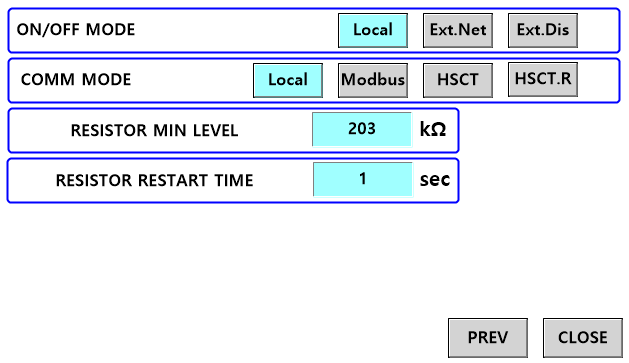 ON/OFF MODE Local Ext.Net Ext.Dis
COMM MODE Local Modbus HSCT HSCT.R
RESISTOR MIN LEVEL 203 kΩ
RESISTOR RESTART TIME 1 sec
PREV CLOSE